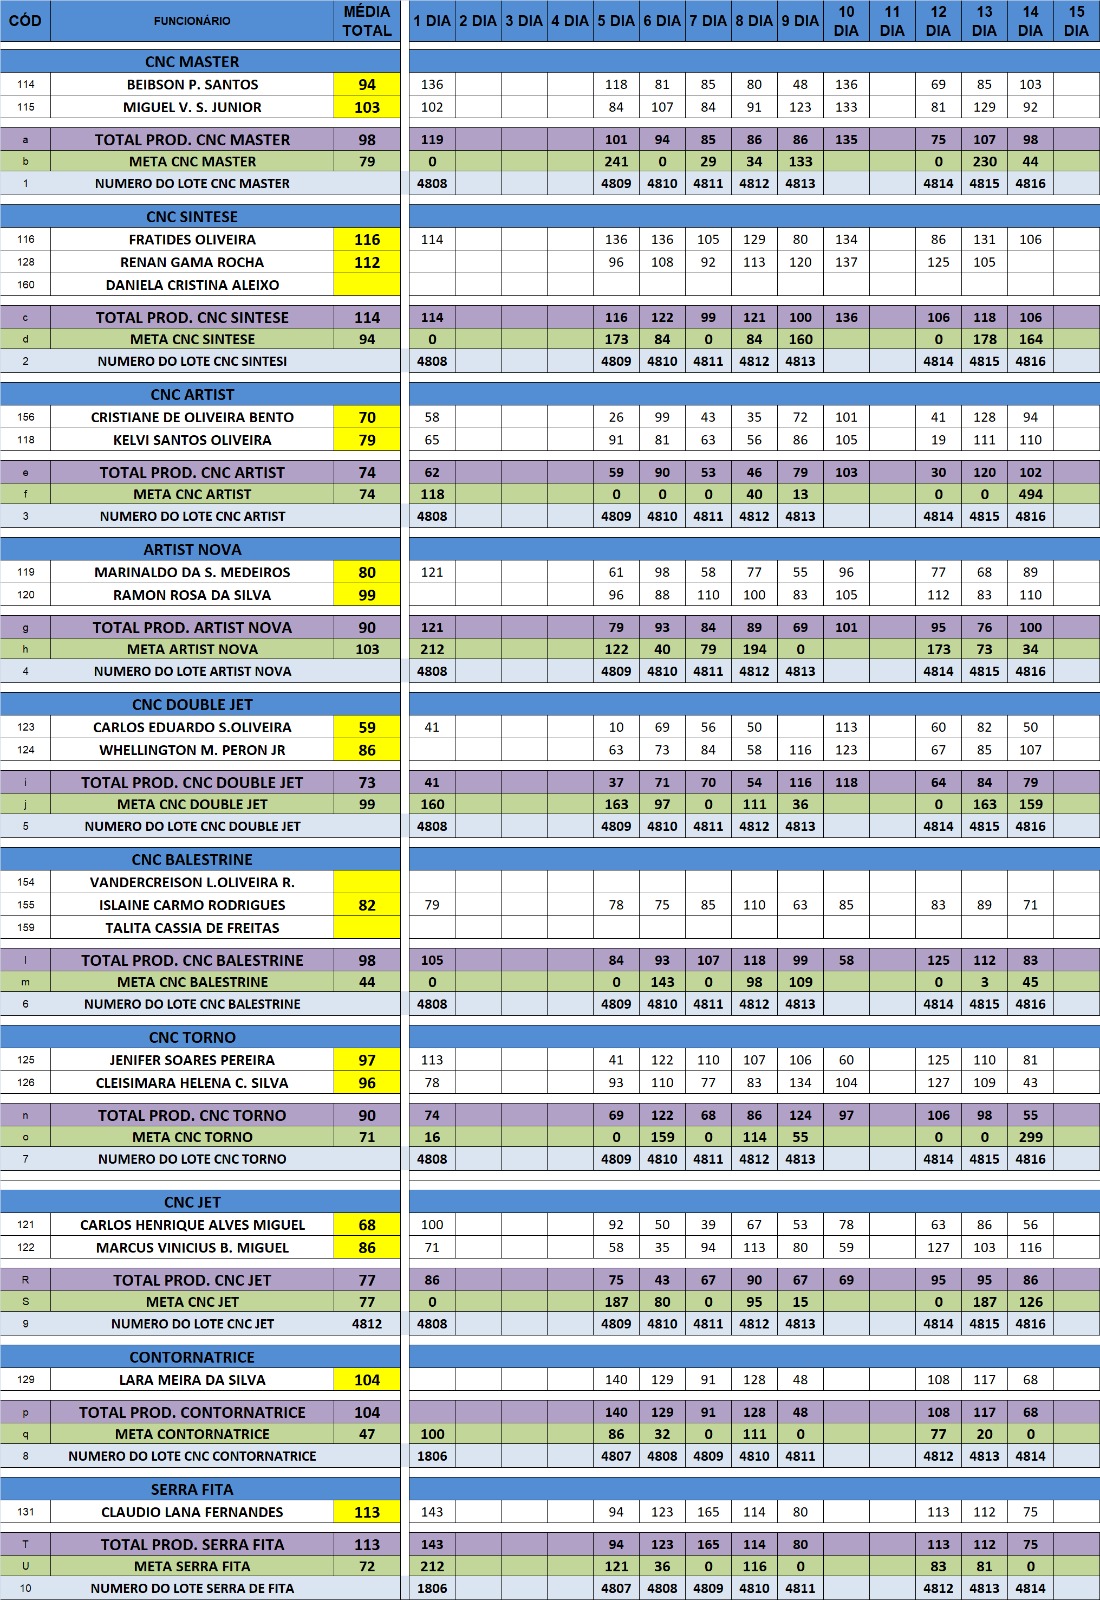 CÓD FUNCIONÁRIO MÉDIA TOTAL 1 DIA 2 DIA 3 DIA 4 DIA 5 DIA 6 DIA 7 DIA 8 DIA 9 DIA 10 DIA 11 DIA 12 DIA 13 DIA 14 DIA 15 DIA
CNC MASTER
114 BEIBSON P. SANTOS 94 136 118 81 85 80 48 136 69 85 103
115 MIGUEL V. S. JUNIOR 103 102 84 107 84 91 123 133 81 129 92
a TOTAL PROD. CNC MASTER 98 119 101 94 85 86 86 135 75 107 98
b META CNC MASTER 79 0 241 0 29 34 133 0 230 44
1 NUMERO DO LOTE CNC MASTER 4808 4809 4810 4811 4812 4813 4814 4815 4816
CNC SINTESE
116 FRATIDES OLIVEIRA 116 114 136 136 105 129 80 134 86 131 106
128 RENAN GAMA ROCHA 112 96 108 92 113 120 137 125 105
160 DANIELA CRISTINA ALEIXO
c TOTAL PROD. CNC SINTESE 114 114 116 122 99 121 100 136 106 118 106
d META CNC SINTESE 94 0 173 84 0 84 160 0 178 164
2 NUMERO DO LOTE CNC SINTESI 4808 4809 4810 4811 4812 4813 4814 4815 4816
CNC ARTIST
156 CRISTIANE DE OLIVEIRA BENTO 70 58 26 99 43 35 72 101 41 128 94
118 KELVI SANTOS OLIVEIRA 79 65 91 81 63 56 86 105 19 111 110
e TOTAL PROD. CNC ARTIST 74 62 59 90 53 46 79 103 30 120 102
f META CNC ARTIST 74 118 0 0 0 40 13 0 0 494
3 NUMERO DO LOTE CNC ARTIST 4808 4809 4810 4811 4812 4813 4814 4815 4816
ARTIST NOVA
119 MARINALDO DA S. MEDEIROS 80 121 61 98 58 77 55 96 77 68 89
120 RAMON ROSA DA SILVA 99 96 88 110 100 83 105 112 83 110
g TOTAL PROD. ARTIST NOVA 90 121 79 93 84 89 69 101 95 76 100
h META ARTIST NOVA 103 212 122 40 79 194 0 173 73 34
4 NUMERO DO LOTE ARTIST NOVA 4808 4809 4810 4811 4812 4813 4814 4815 4816
CNC DOUBLE JET
123 CARLOS EDUARDO S.OLIVEIRA 59 41 10 69 56 50 113 60 82 50
124 WHELLINGTON M. PERON JR 86 63 73 84 58 116 123 67 85 107
i TOTAL PROD. CNC DOUBLE JET 73 41 37 71 70 54 116 118 64 84 79
j META CNC DOUBLE JET 99 160 163 97 0 111 36 0 163 159
5 NUMERO DO LOTE CNC DOUBLE JET 4808 4809 4810 4811 4812 4813 4814 4815 4816
CNC BALESTRINE
154 VANDERCREISON L.OLIVEIRA R.
155 ISLAINE CARMO RODRIGUES 82 79 78 75 85 110 63 85 83 89 71
159 TALITA CASSIA DE FREITAS
l TOTAL PROD. CNC BALESTRINE 98 105 84 93 107 118 99 58 125 112 83
m META CNC BALESTRINE 44 0 0 143 0 98 109 0 3 45
6 NUMERO DO LOTE CNC BALESTRINE 4808 4809 4810 4811 4812 4813 4814 4815 4816
CNC TORNO
125 JENIFER SOARES PEREIRA 97 113 41 122 110 107 106 60 125 110 81
126 CLEISIMARA HELENA C. SILVA 96 78 93 110 77 83 134 104 127 109 43
n TOTAL PROD. CNC TORNO 90 74 69 122 68 86 124 97 106 98 55
o META CNC TORNO 71 16 0 159 0 114 55 0 0 299
7 NUMERO DO LOTE CNC TORNO 4808 4809 4810 4811 4812 4813 4814 4815 4816
CNC JET
121 CARLOS HENRIQUE ALVES MIGUEL 68 100 92 50 39 67 53 78 63 86 56
122 MARCUS VINICIUS B. MIGUEL 86 71 58 35 94 113 80 59 127 103 116
R TOTAL PROD. CNC JET 77 86 75 43 67 90 67 69 95 95 86
S META CNC JET 77 0 187 80 0 95 15 0 187 126
9 NUMERO DO LOTE CNC JET 4812 4808 4809 4810 4811 4812 4813 4814 4815 4816
CONTORNATRICE
129 LARA MEIRA DA SILVA 104 140 129 91 128 48 108 117 68
p TOTAL PROD. CONTORNATRICE 104 140 129 91 128 48 108 117 68
q META CONTORNATRICE 47 100 86 32 0 111 0 77 20 0
8 NUMERO DO LOTE CNC CONTORNATRICE 1806 4807 4808 4809 4810 4811 4812 4813 4814
SERRA FITA
131 CLAUDIO LANA FERNANDES 113 143 94 123 165 114 80 113 112 75
T TOTAL PROD. SERRA FITA 113 143 94 123 165 114 80 113 112 75
U META SERRA FITA 72 212 121 36 0 116 0 83 81 0
10 NUMERO DO LOTE SERRA DE FITA 1806 4807 4808 4809 4810 4811 4812 4813 4814